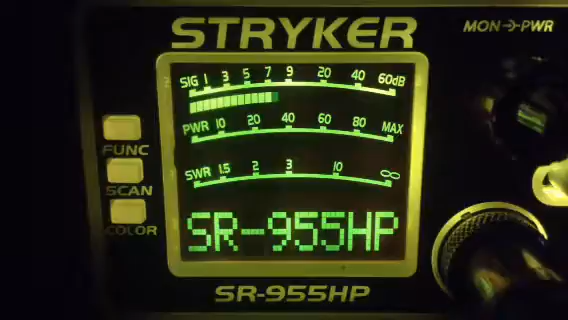 STRYKER
MON PWR
SIG 1 3 5 7 9 20 40 60dB
PWR 10 20 40 60 80 MAX
FUNC
SWR 1.5 2 3 10 ∞
SCAN
SR-955HP
COLOR
SR-955HP